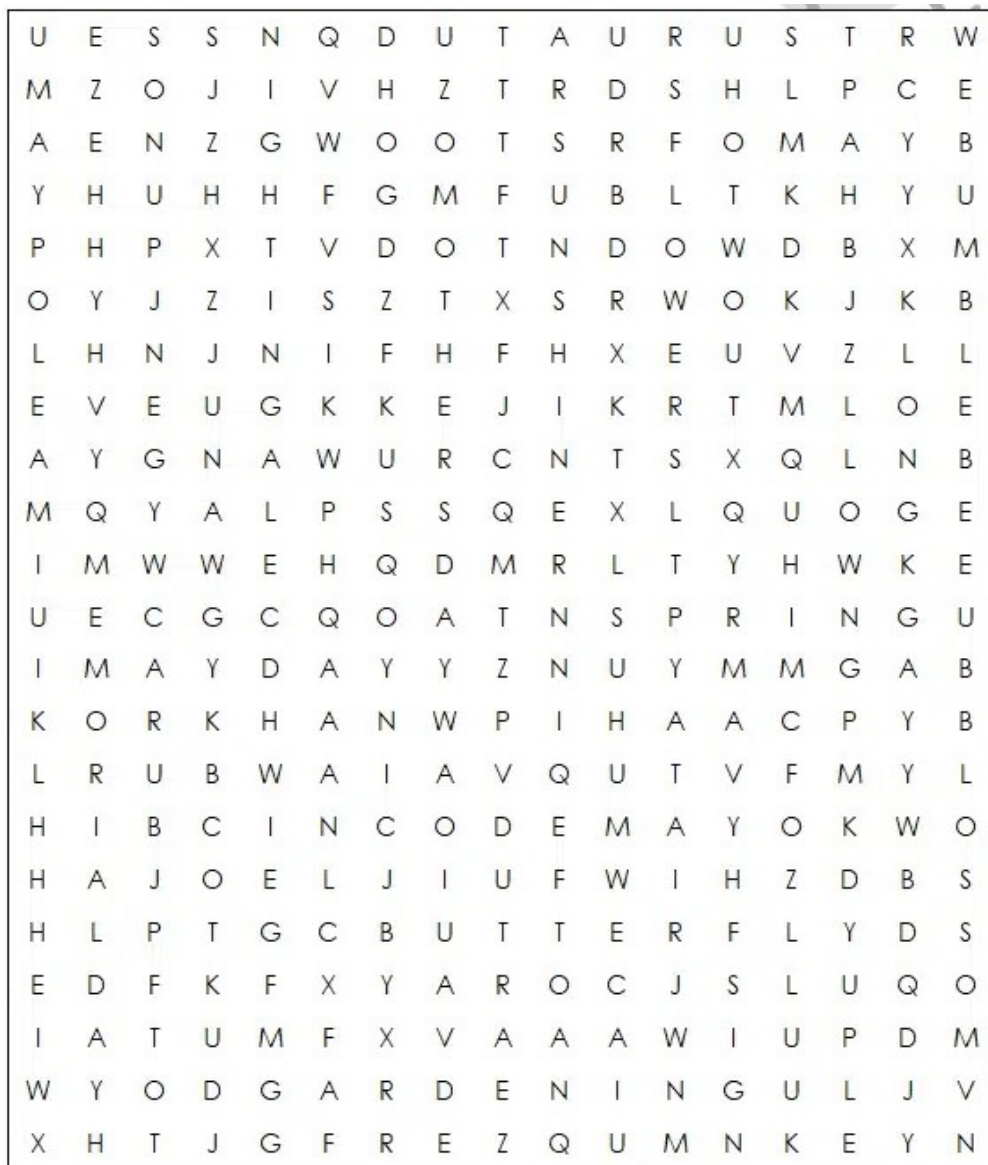 U E S S N Q D U T A U R U S T R W
M Z O J I V H Z T R D S H L P C E
A E N Z G W O O T S R F O M A Y B
Y H U H H F G M F U B L T K H Y U
P H P X T V D O T N D O W D B X M
O Y J Z I S Z T X S R W O K J K B
L H N J N I F H F H X E U V Z L L
E V E U G K K E J I K R T M L O E
A Y G N A W U R C N T S X Q L N B
M Q Y A L P S S Q E X L Q U O G E
I M W W E H Q D M R L T Y H W K E
U E C G C Q O A T N S P R I N G U
I M A Y D A Y Y Z N U Y M M G A B
K O R K H A N W P I H A A C P Y B
L R U B W A I A V Q U T V F M Y L
H I B C I N C O D E M A Y O K W O
H A J O E L J I U F W I H Z D B S
H L P T G C B U T T E R F L Y D S
E D F K F X Y A R O C J S L U Q O
I A T U M F X V A A A W I U P D M
W Y O D G A R D E N I N G U L J V
X H T J G F R E Z Q U M N K E Y N